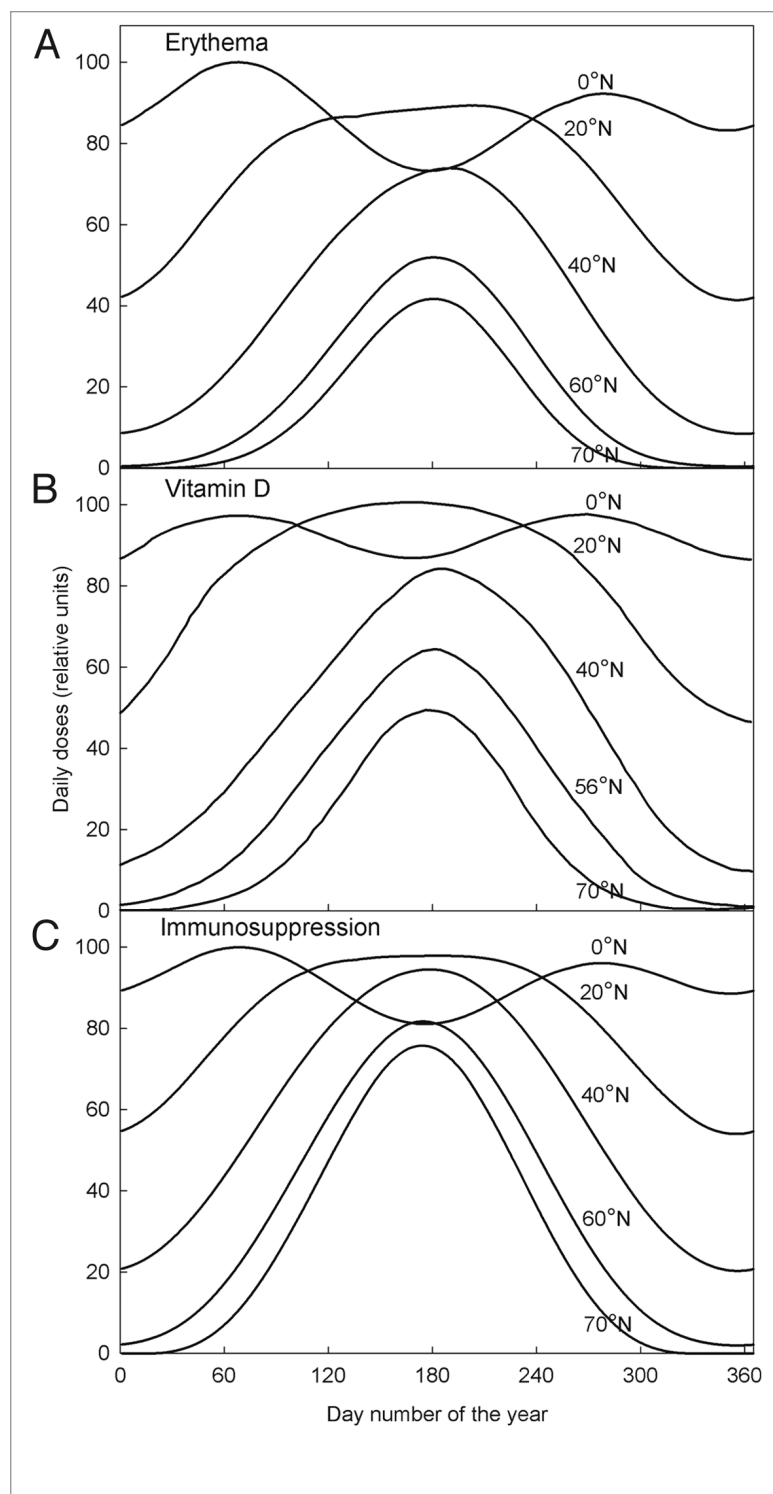 A
Erythema
100
80
60
40
20
0
0°N
20°N
40°N
60°N
70°N
B
Vitamin D
100
80
60
40
20
0
0°N
20°N
40°N
56°N
70°N
Daily doses (relative units)
C
Immunosuppression
100
80
60
40
20
0
0°N
20°N
40°N
60°N
70°N
0 60 120 180 240 300 360
Day number of the year